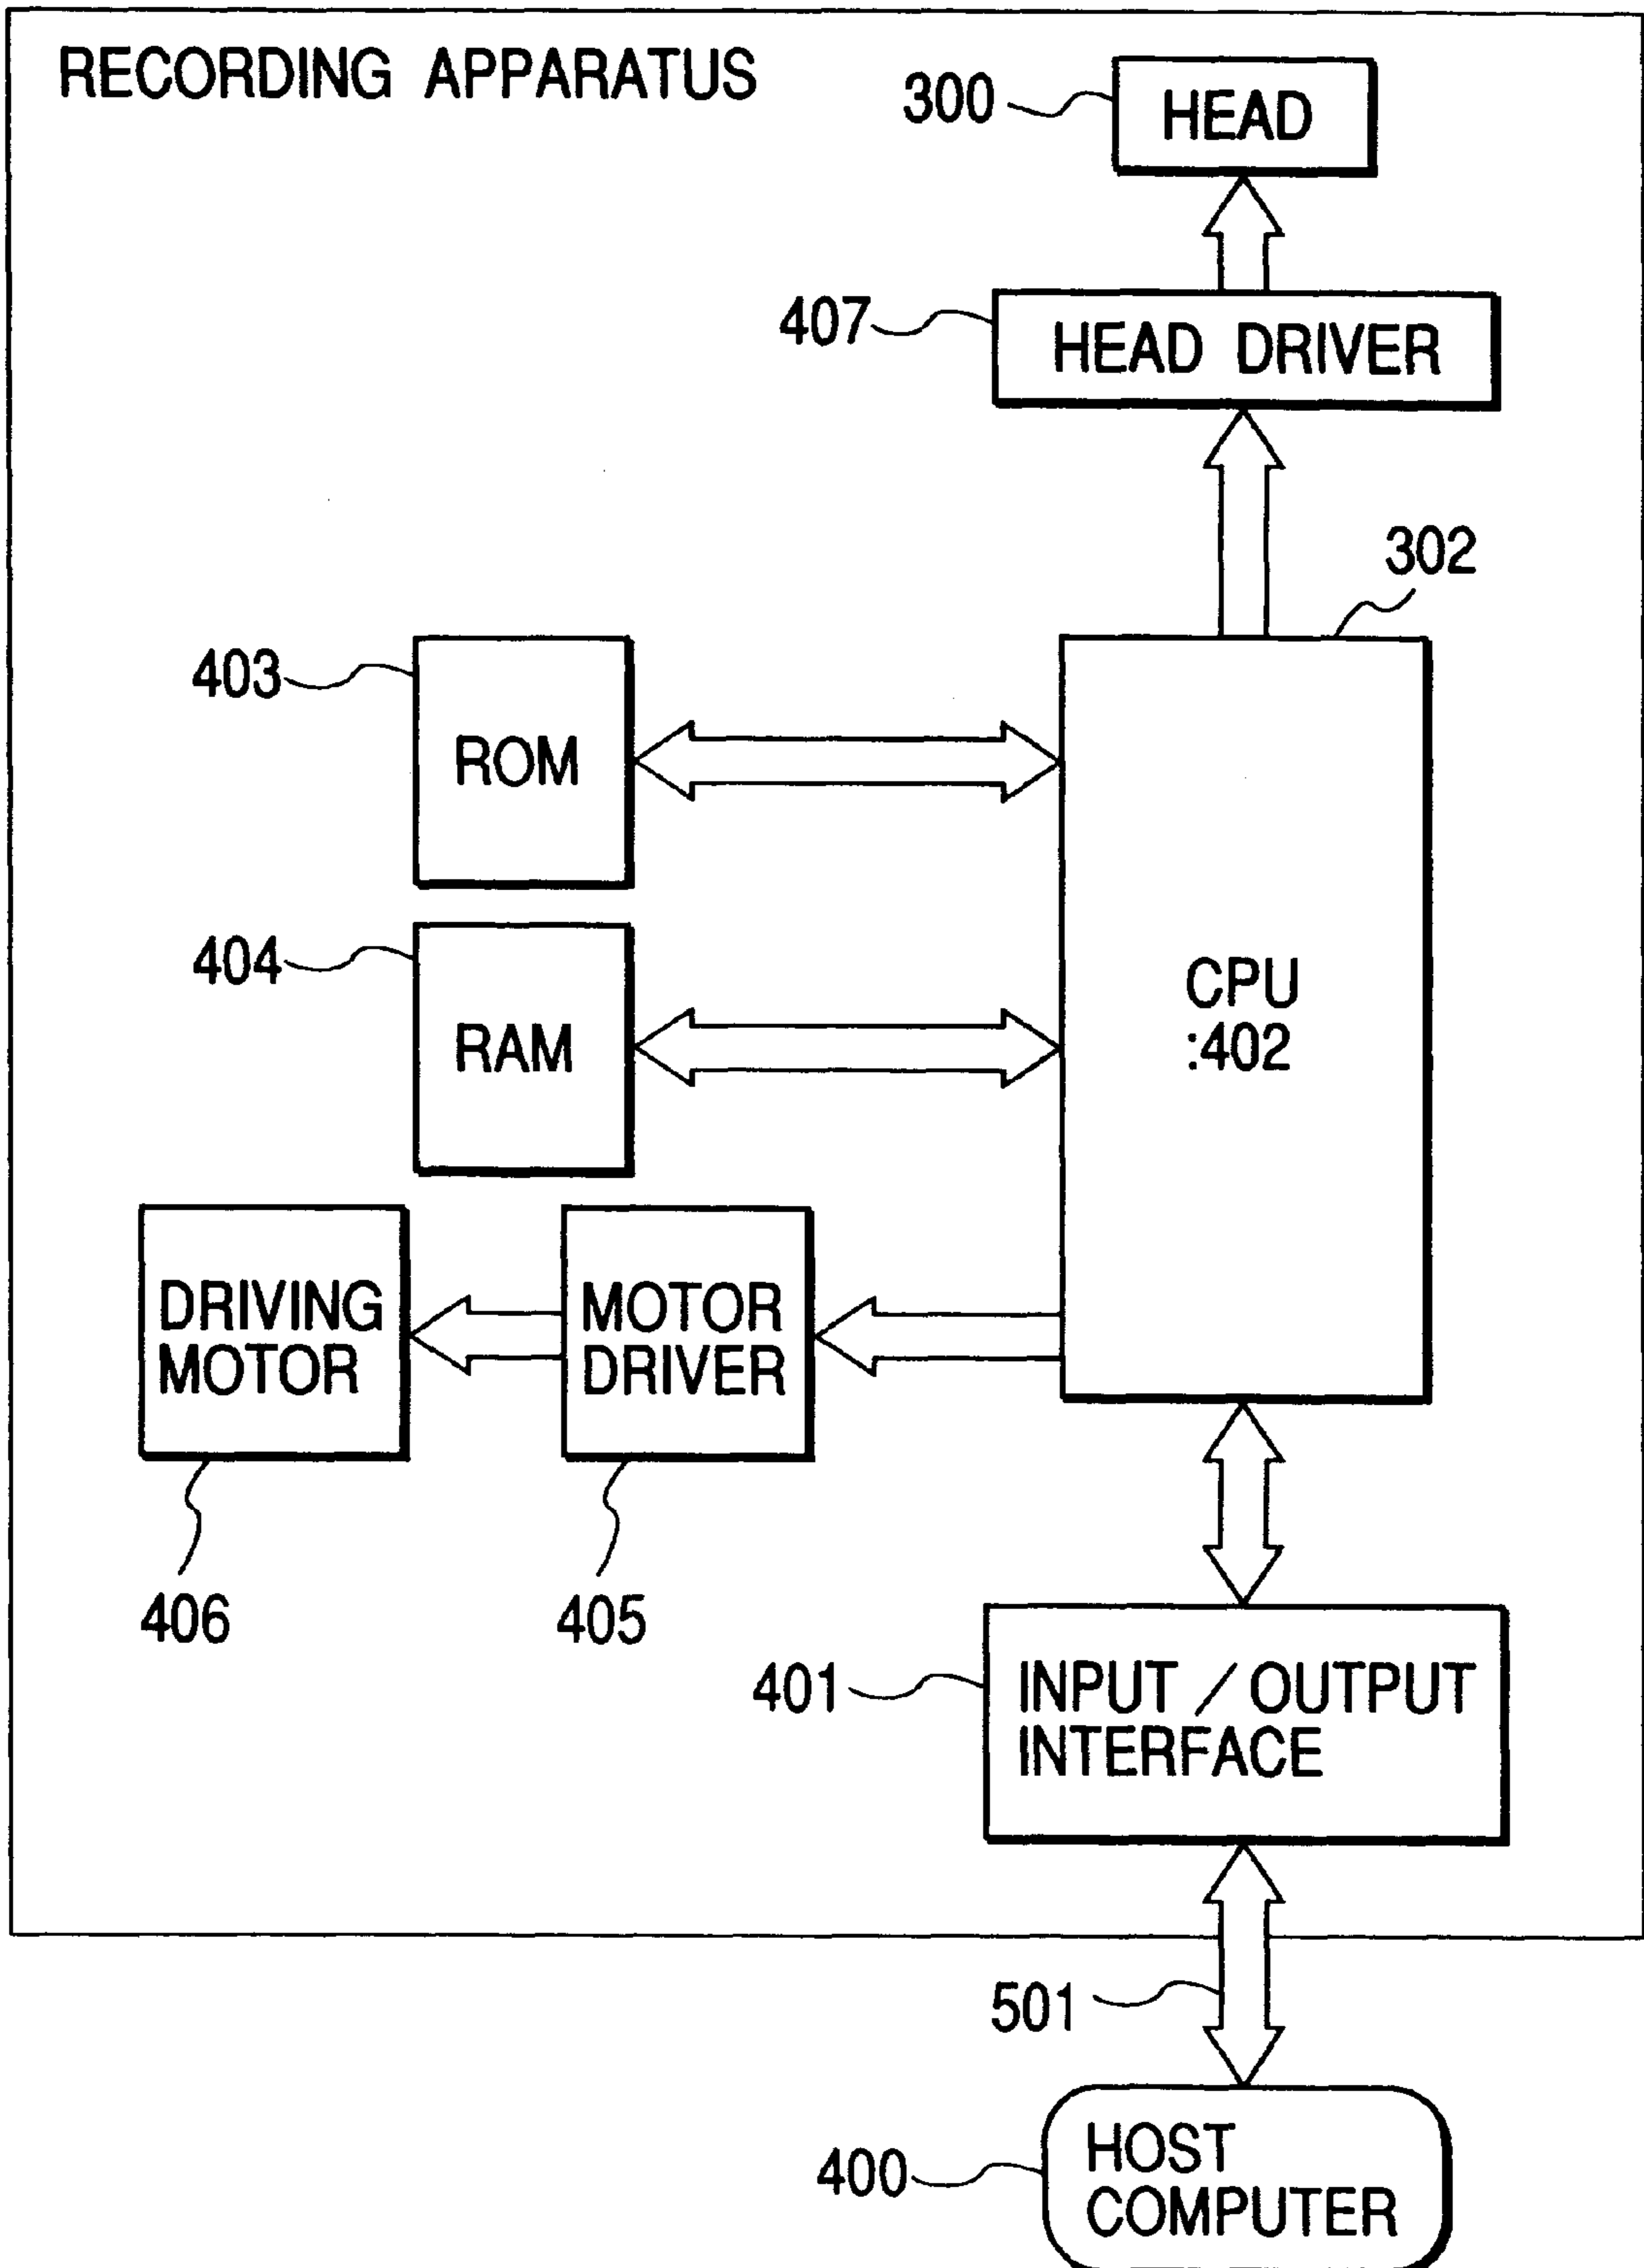 RECORDING APPARATUS
300
HEAD
407
HEAD DRIVER
302
403
ROM
404
RAM
CPU
:402
DRIVING
MOTOR
MOTOR
DRIVER
406
405
401
INPUT / OUTPUT
INTERFACE
501
400
HOST
COMPUTER